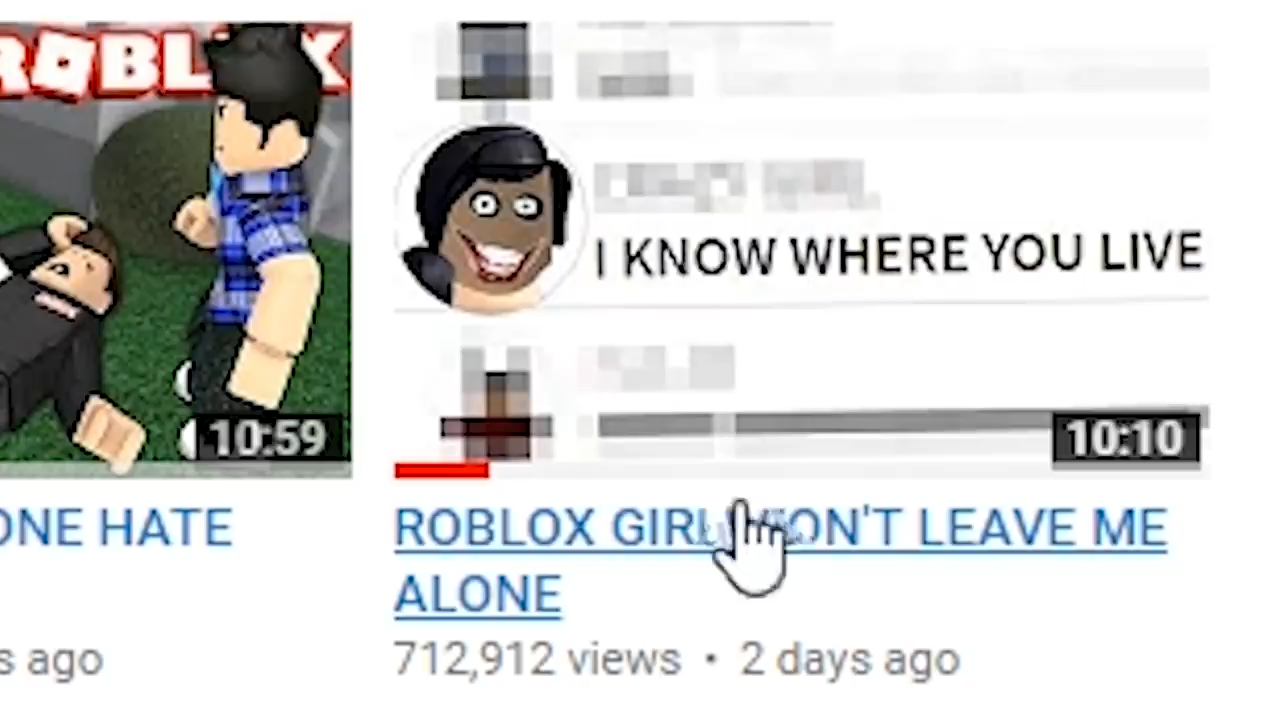 ROBLOX
10:59
I KNOW WHERE YOU LIVE
10:10
ONE HATE
ROBLOX GIRL WON'T LEAVE ME
ALONE
s ago
712,912 views • 2 days ago